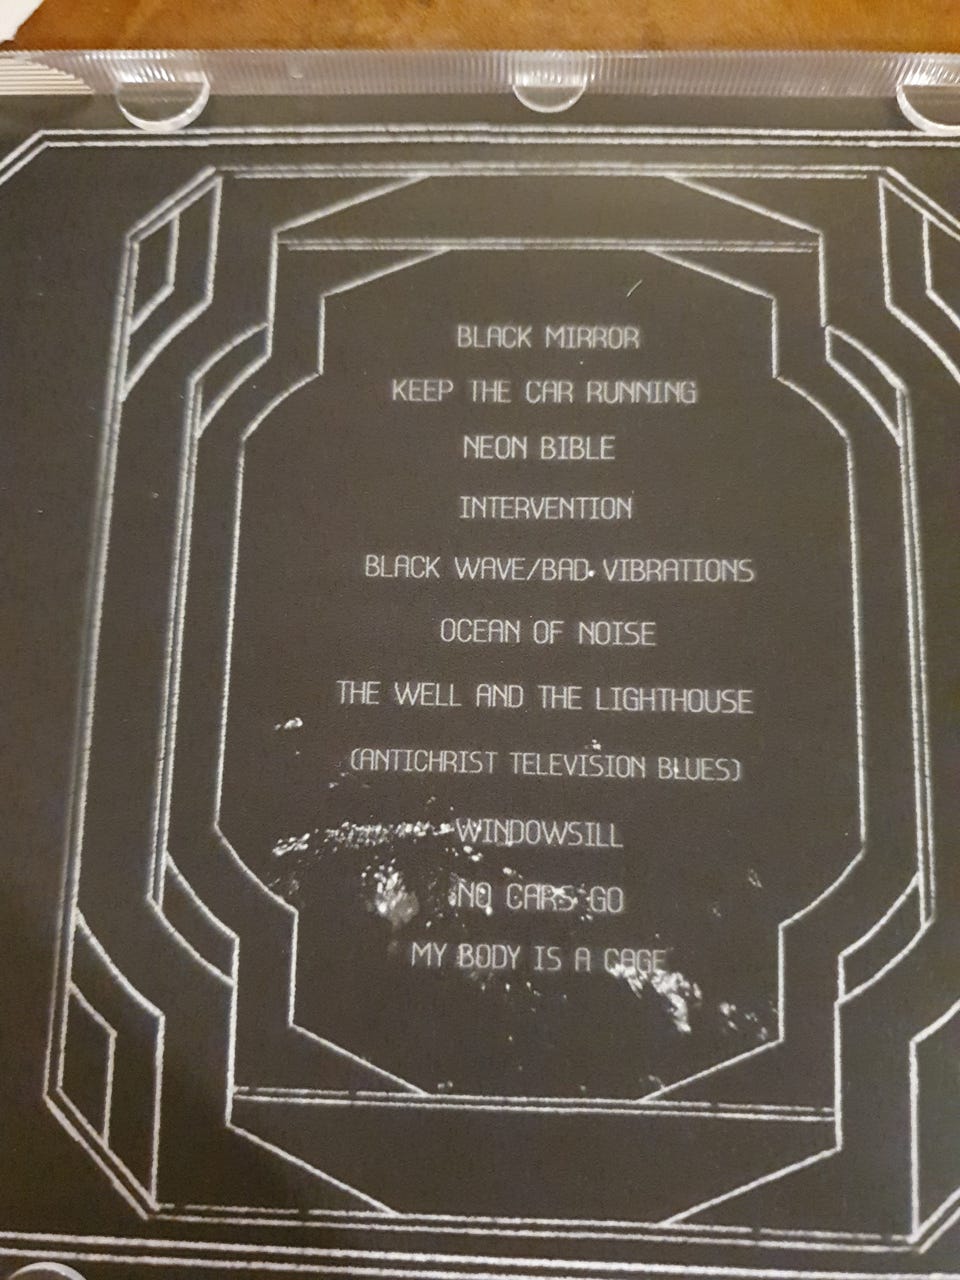 BLACK MIRROR
KEEP THE CAR RUNNING
NEON BIBLE
INTERVENTION
BLACK WAVE/BAD VIBRATIONS
OCEAN OF NOISE
THE WELL AND THE LIGHTHOUSE
(ANTICHRIST TELEVISION BLUES)
WINDOWSILL
NO CARS GO
MY BODY IS A CAGE